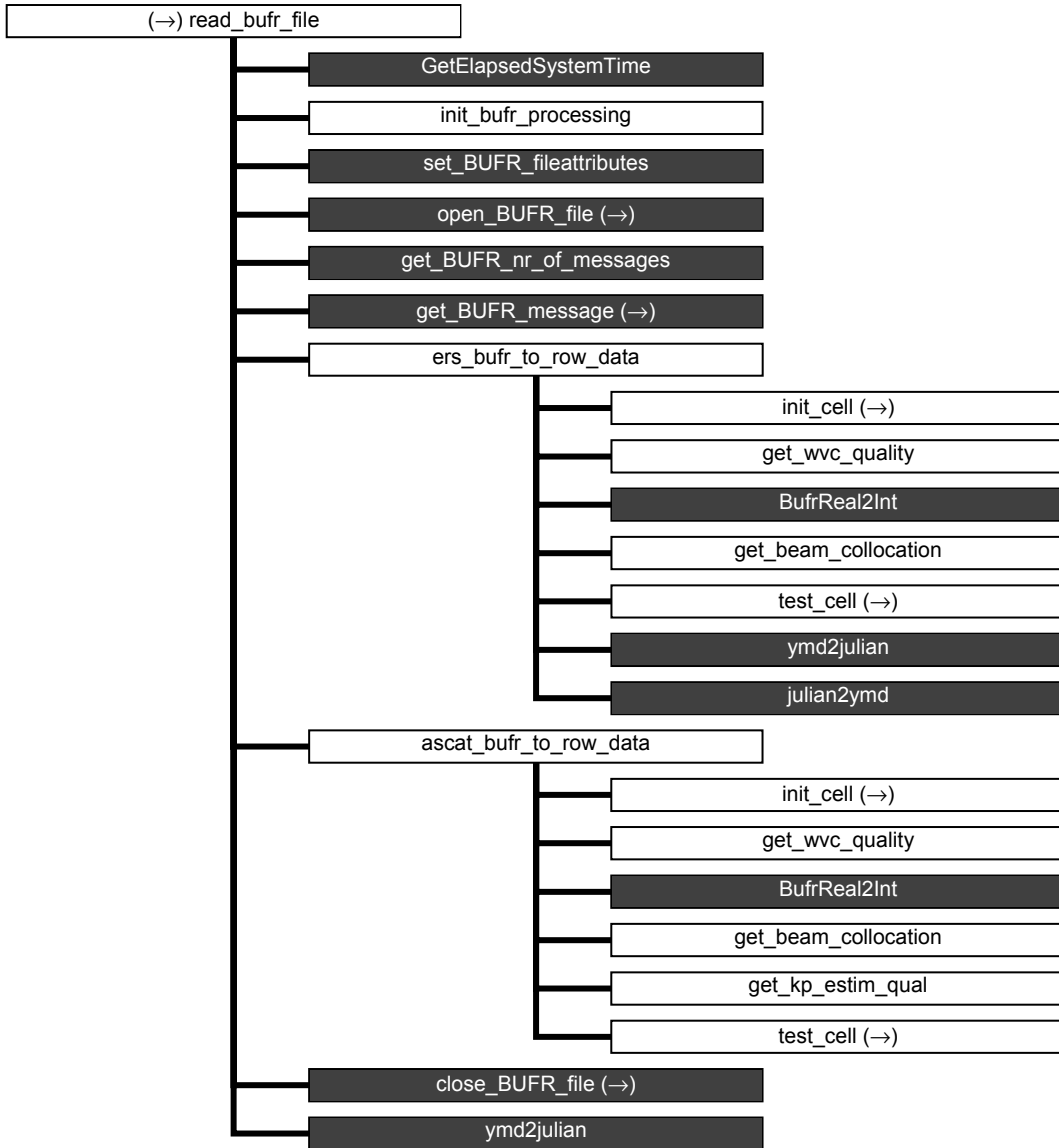 (→) read_bufr_file
GetElapsedSystemTime
init_bufr_processing
set_BUFR_fileattributes
open_BUFR_file (→)
get_BUFR_nr_of_messages
get_BUFR_message (→)
ers_bufr_to_row_data
init_cell (→)
get_wvc_quality
BufrReal2Int
get_beam_collocation
test_cell (→)
ymd2julian
julian2ymd
ascat_bufr_to_row_data
init_cell (→)
get_wvc_quality
BufrReal2Int
get_beam_collocation
get_kp_estim_qual
test_cell (→)
close_BUFR_file (→)
ymd2julian